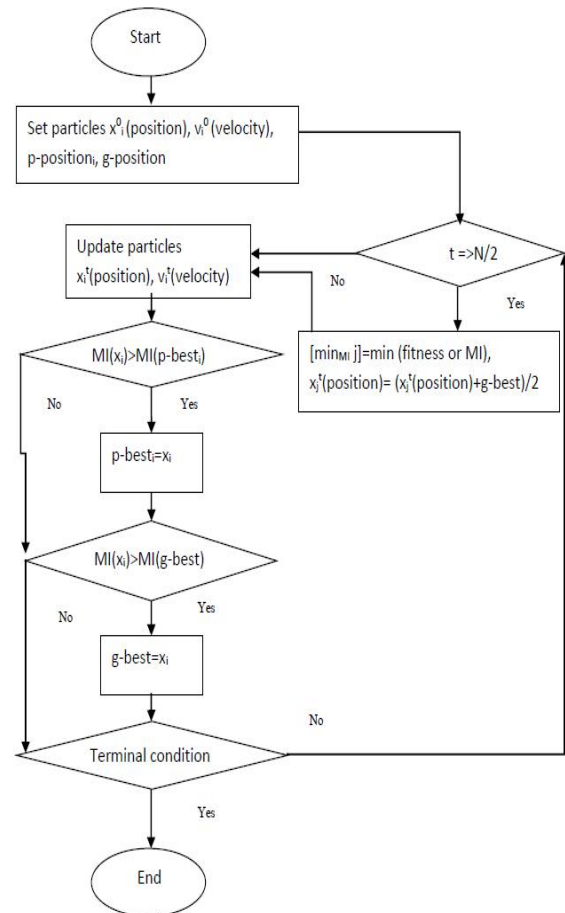 Start
Set particles x⁰ᵢ (position), vᵢ⁰ (velocity),
p-positionᵢ, g-position
t =>N/2
Update particles
xᵢᵗ(position), vᵢᵗ(velocity)
No
Yes
[min_MI j]=min (fitness or MI),
xⱼᵗ(position)= (xⱼᵗ(position)+g-best)/2
MI(xᵢ)>MI(p-bestᵢ)
No
Yes
p-bestᵢ=xᵢ
MI(xᵢ)>MI(g-best)
No
Yes
g-best=xᵢ
No
Terminal condition
Yes
End